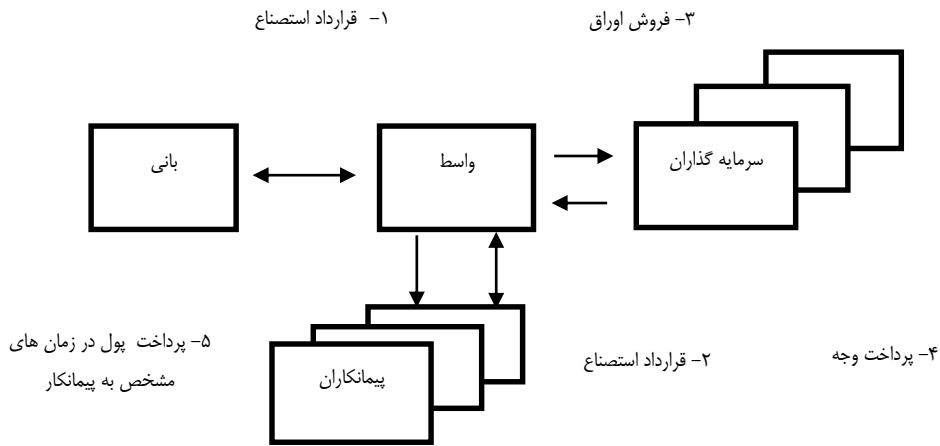 ۱- قرارداد استصناع
۳- فروش اوراق
بانی
واسط
سرمایه گذاران
۵- پرداخت پول در زمان های
مشخص به پیمانکار
پیمانکاران
۲- قرارداد استصناع
۴- پرداخت وجه